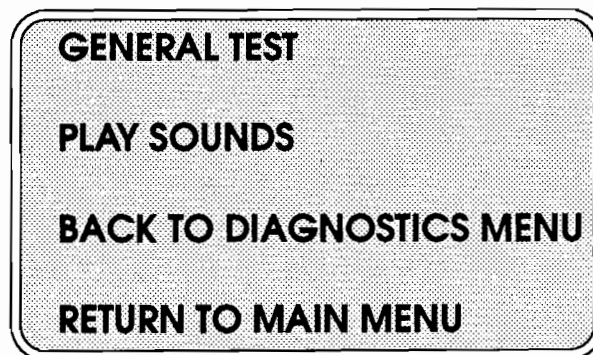 GENERAL TEST
PLAY SOUNDS
BACK TO DIAGNOSTICS MENU
RETURN TO MAIN MENU